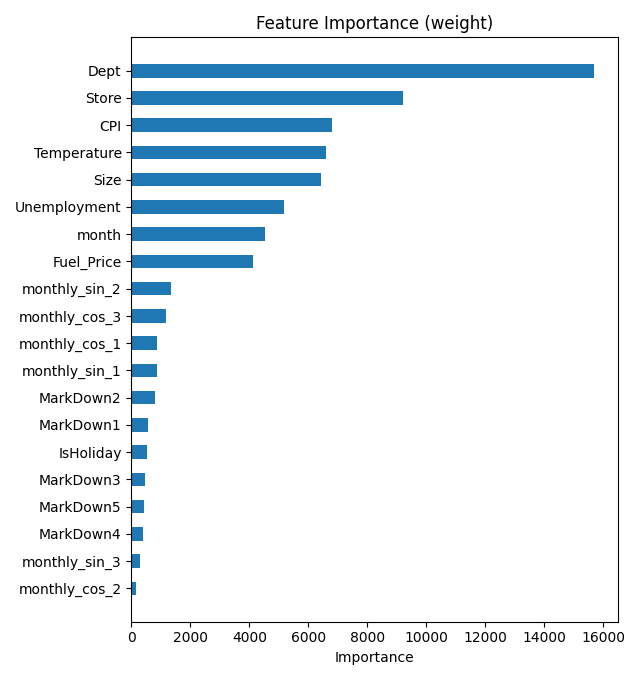 Feature Importance (weight)
Dept
Store
CPI
Temperature
Size
Unemployment
month
Fuel_Price
monthly_sin_2
monthly_cos_3
monthly_cos_1
monthly_sin_1
MarkDown2
MarkDown1
IsHoliday
MarkDown3
MarkDown5
MarkDown4
monthly_sin_3
monthly_cos_2
0 2000 4000 6000 8000 10000 12000 14000 16000
Importance